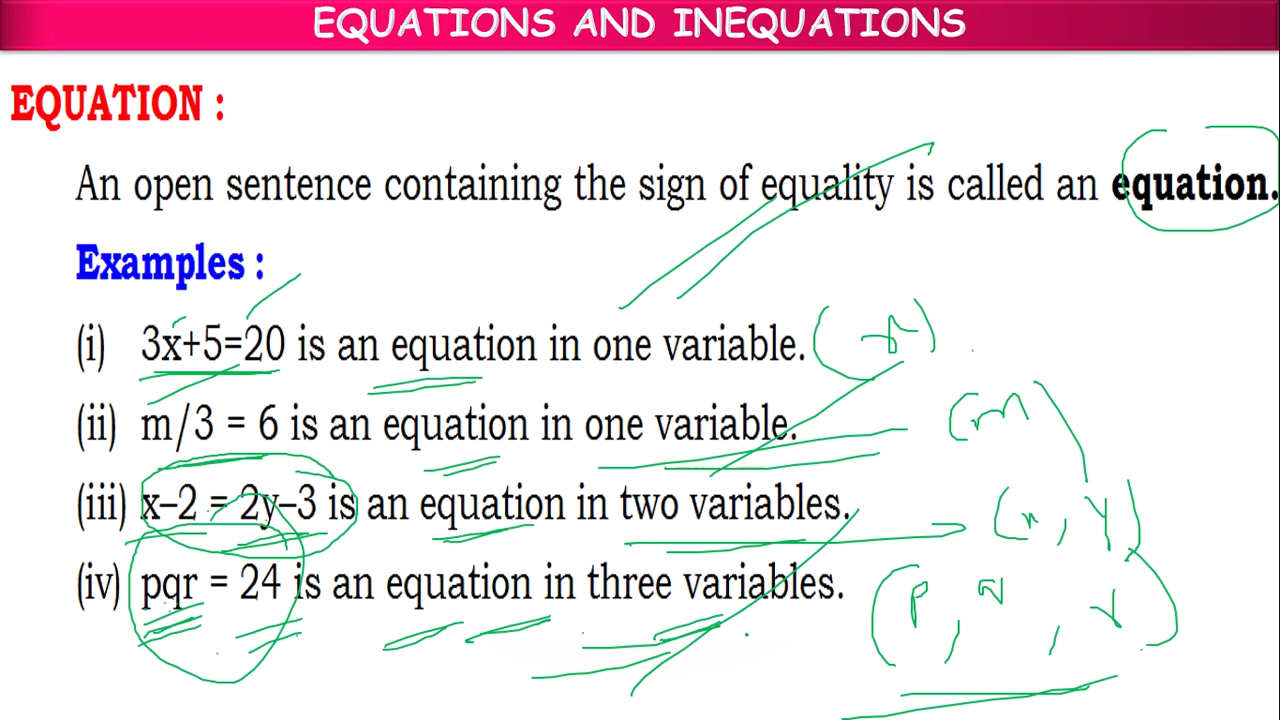 EQUATIONS AND INEQUATIONS
EQUATION :
An open sentence containing the sign of equality is called an equation.
Examples :
(i) 3x+5=20 is an equation in one variable. (x)
(ii) m/3 = 6 is an equation in one variable. (m)
(iii) x–2 = 2y–3 is an equation in two variables. (x, y)
(iv) pqr = 24 is an equation in three variables. (p, q, r)